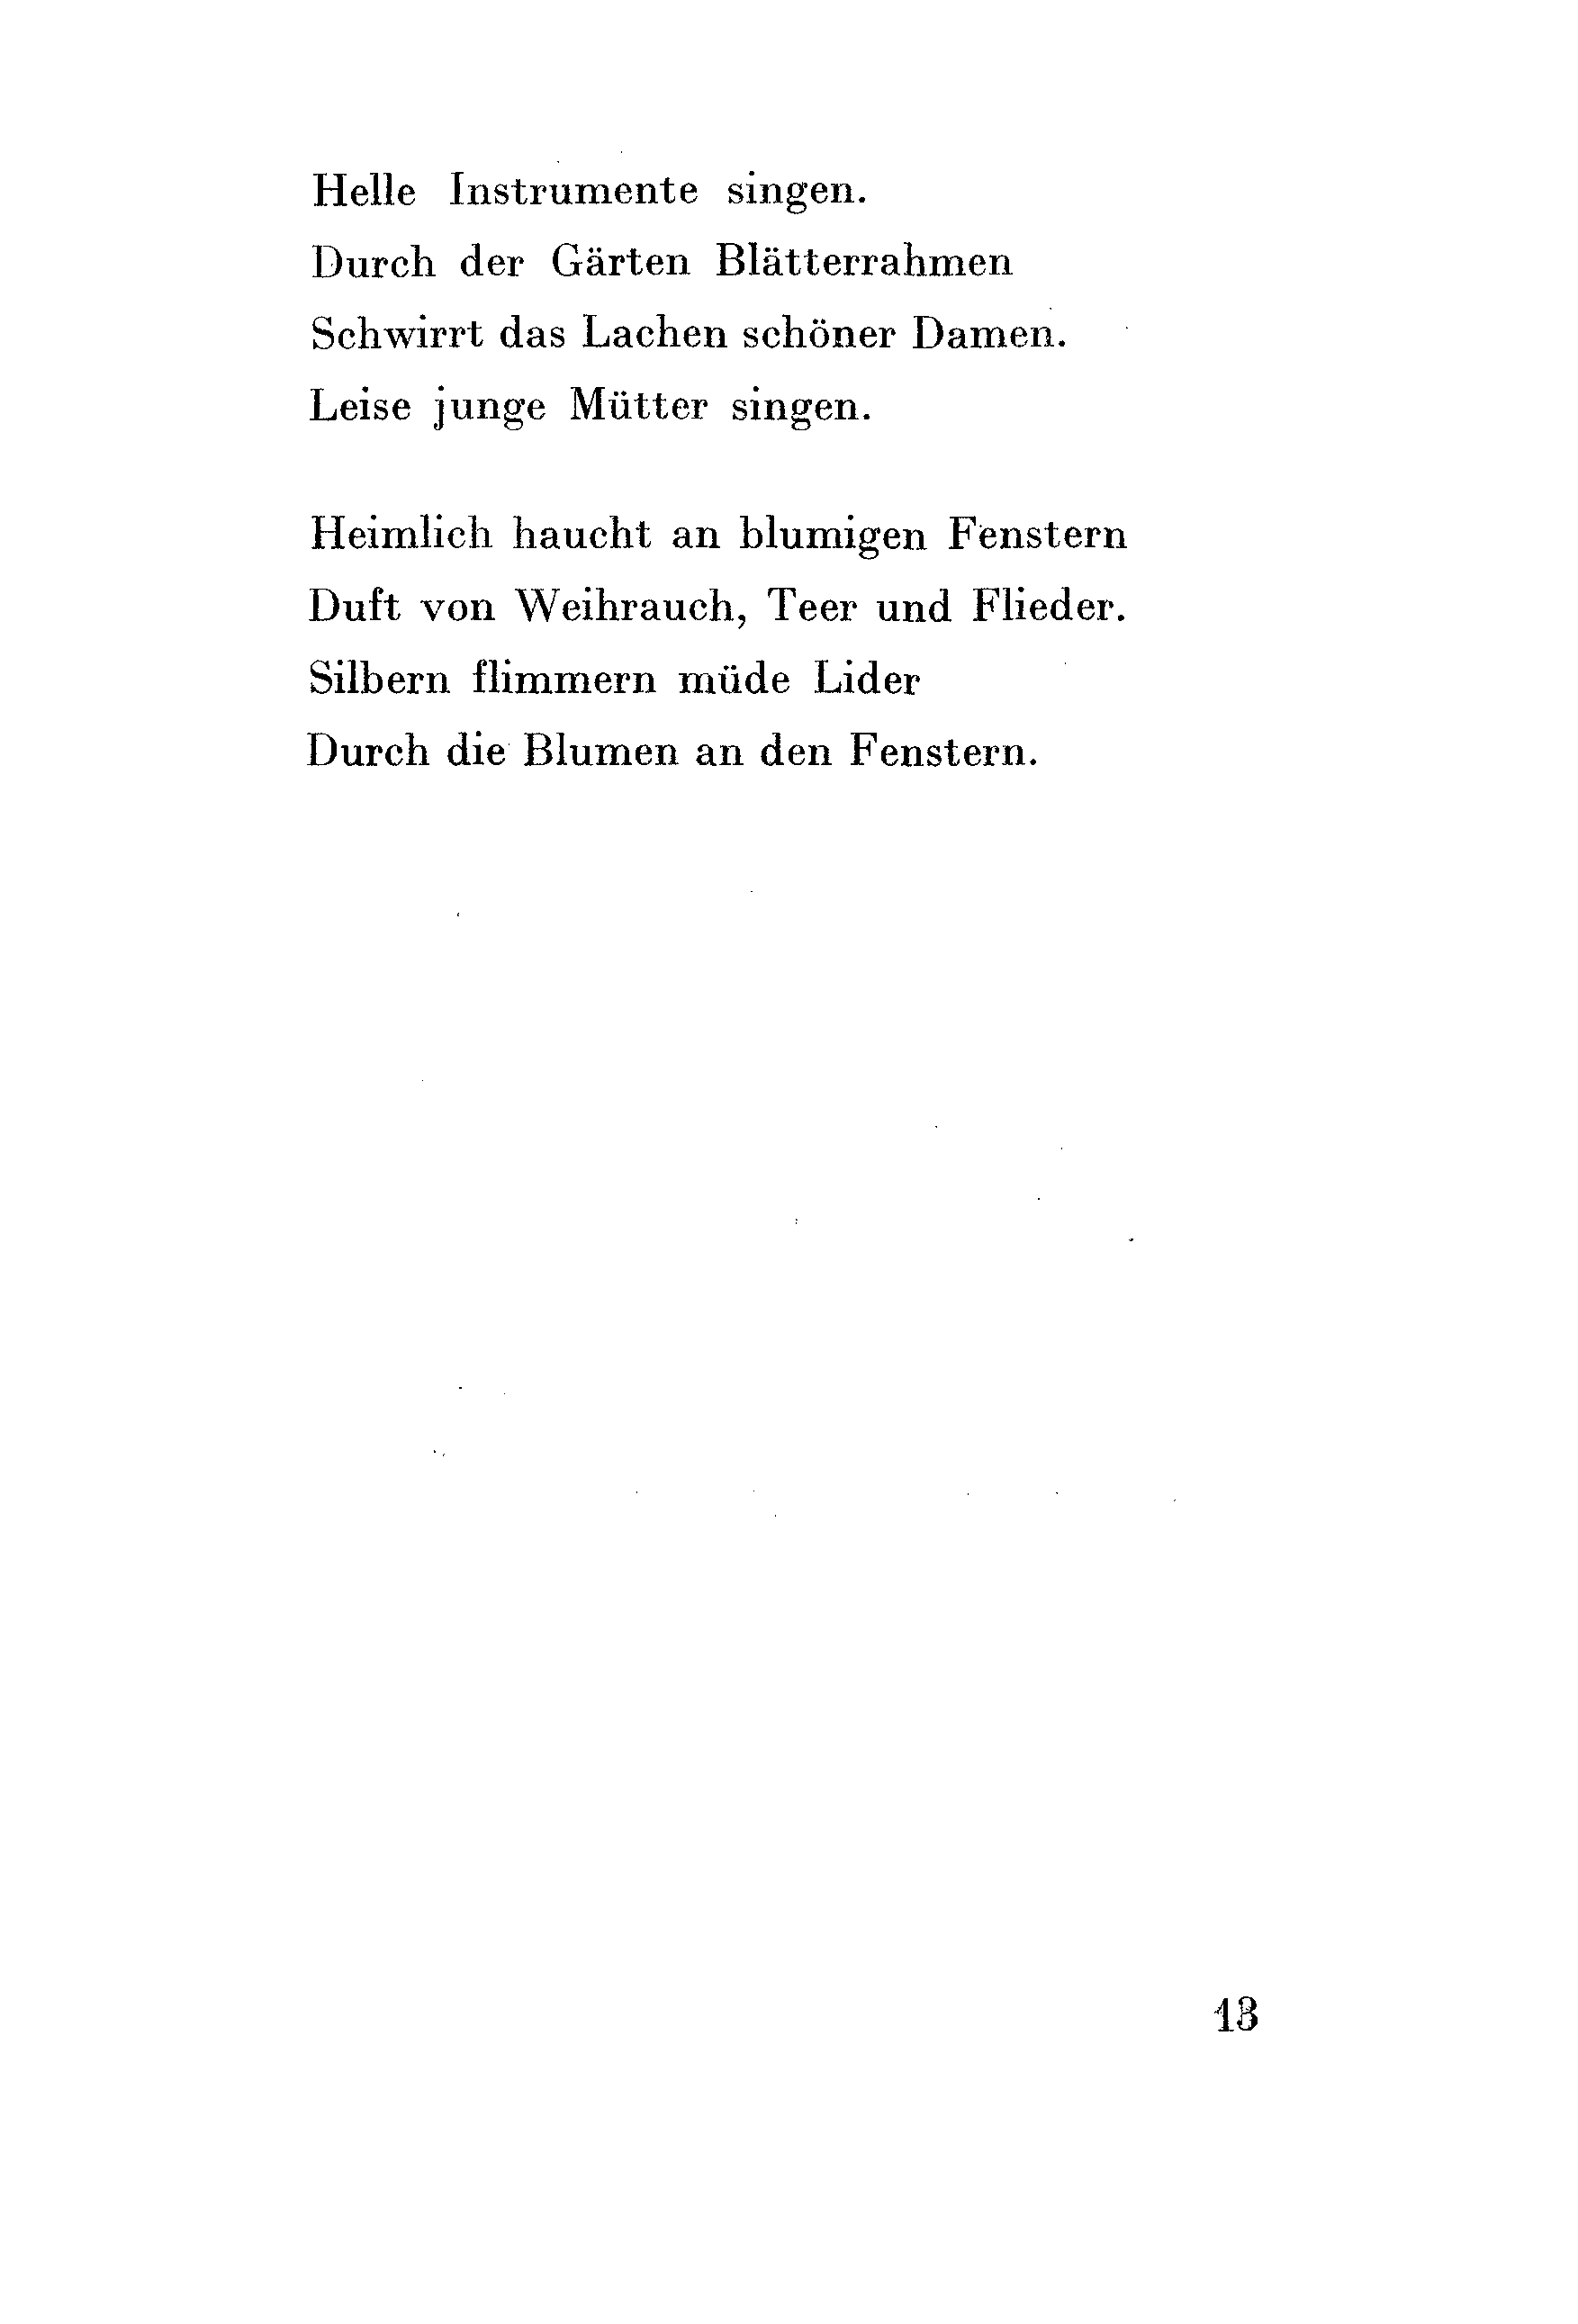 Helle Instrumente singen.
Durch der Gärten Blätterrahmen
Schwirrt das Lachen schöner Damen.
Leise junge Mütter singen.
Heimlich haucht an blumigen Fenstern
Duft von Weihrauch, Teer und Flieder.
Silbern flimmern müde Lider
Durch die Blumen an den Fenstern.
13